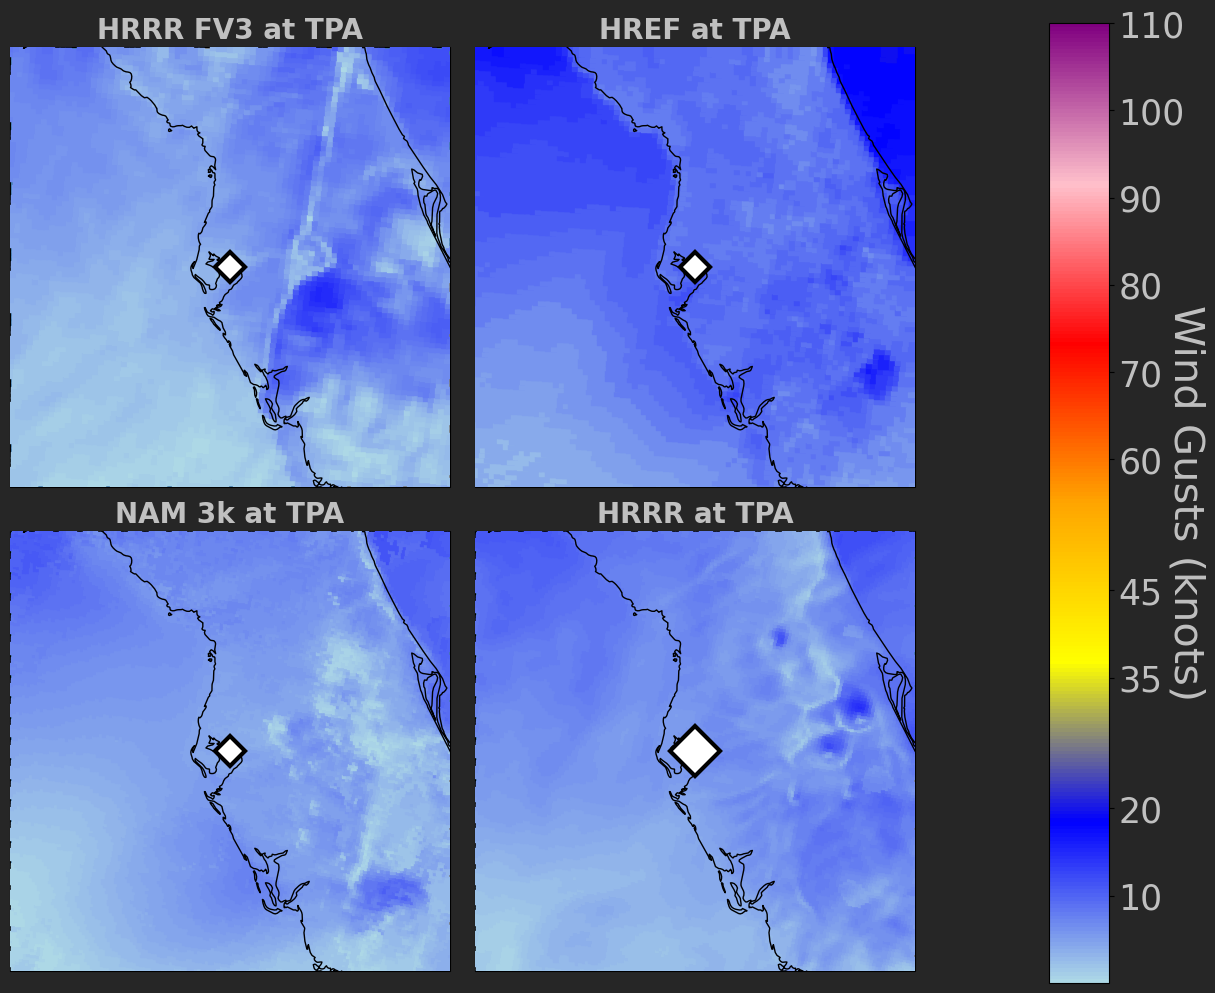 HRRR FV3 at TPA
HREF at TPA
NAM 3k at TPA
HRRR at TPA
110
100
90
80
70
60
45
35
20
10
Wind Gusts (knots)